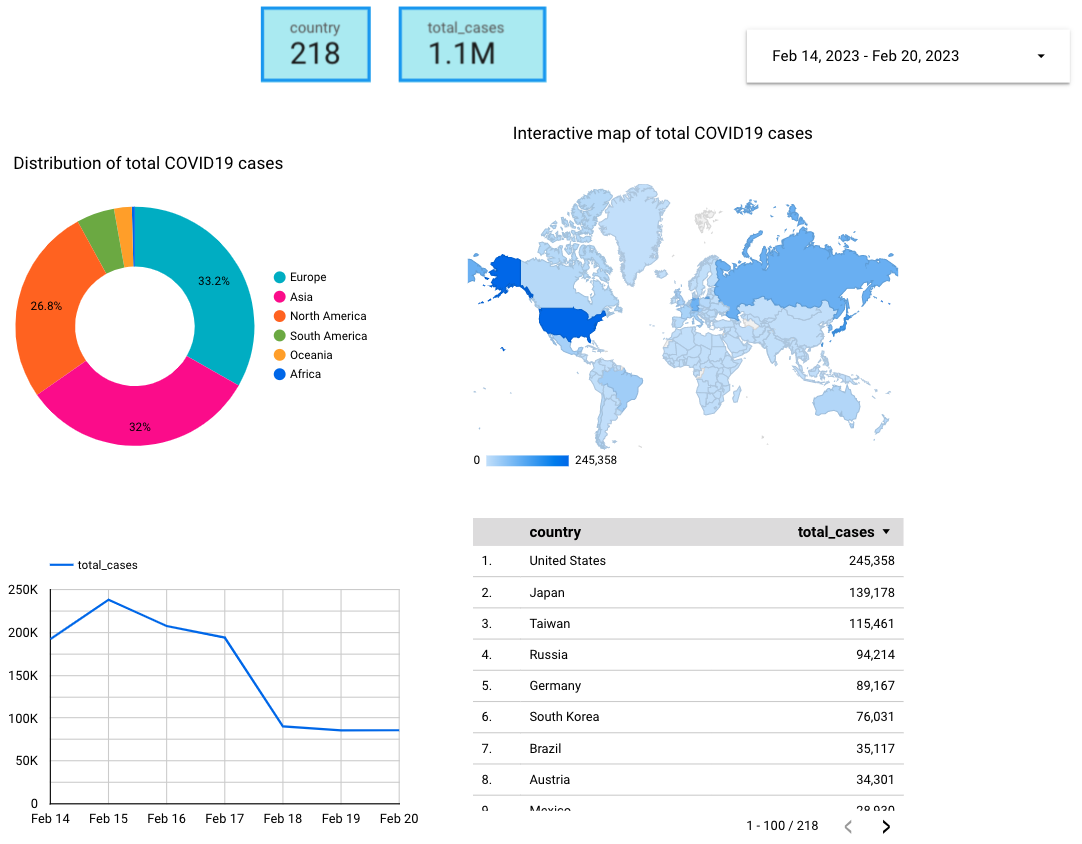 country
218
total_cases
1.1M
Feb 14, 2023 - Feb 20, 2023
Distribution of total COVID19 cases
33.2%
32%
26.8%
Europe
Asia
North America
South America
Oceania
Africa
Interactive map of total COVID19 cases
0
245,358
total_cases
250K
200K
150K
100K
50K
0
Feb 14 Feb 15 Feb 16 Feb 17 Feb 18 Feb 19 Feb 20
country total_cases
1. United States 245,358
2. Japan 139,178
3. Taiwan 115,461
4. Russia 94,214
5. Germany 89,167
6. South Korea 76,031
7. Brazil 35,117
8. Austria 34,301
9. Mexico 28,930
1 - 100 / 218